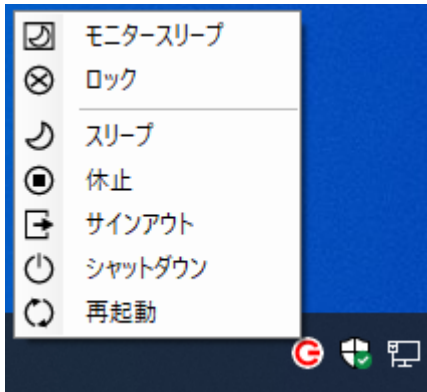 モニタースリープ
ロック
スリープ
休止
サインアウト
シャットダウン
再起動